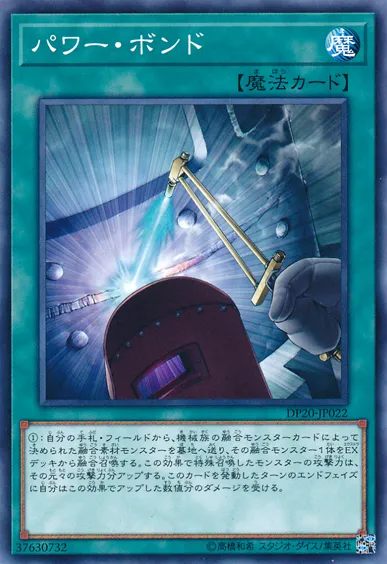 パワー・ボンド
魔
【魔法カード】
DP20-JP022
①:自分の手札・フィールドから、機械族の融合モンスターカードによって
決められた融合素材モンスターを墓地へ送り、その融合モンスター1体をEX
デッキから融合召喚する。この効果で特殊召喚したモンスターの攻撃力は、
その元々の攻撃力分アップする。このカードを発動したターンのエンドフェイズ
に自分はこの効果でアップした数値分のダメージを受ける。
37630732
©高橋和希 スタジオ・ダイス/集英社